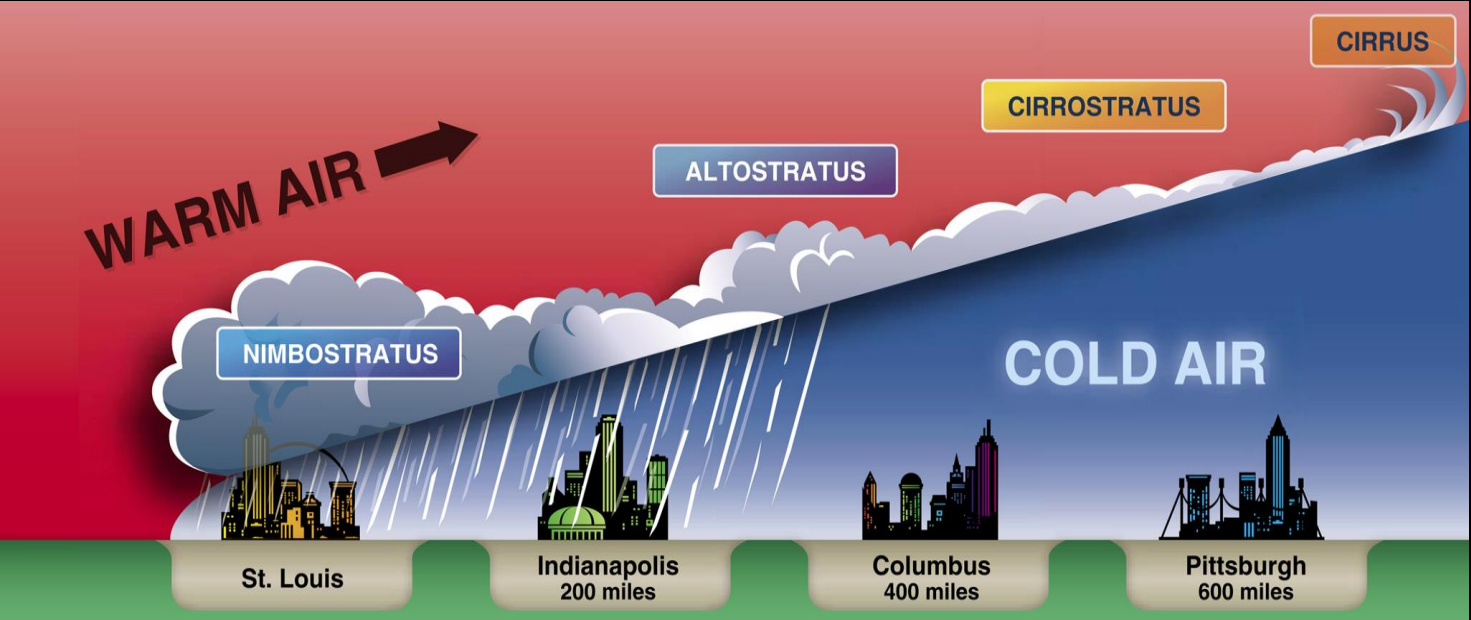 CIRRUS
CIRROSTRATUS
ALTOSTRATUS
WARM AIR
NIMBOSTRATUS
COLD AIR
St. Louis
Indianapolis
200 miles
Columbus
400 miles
Pittsburgh
600 miles